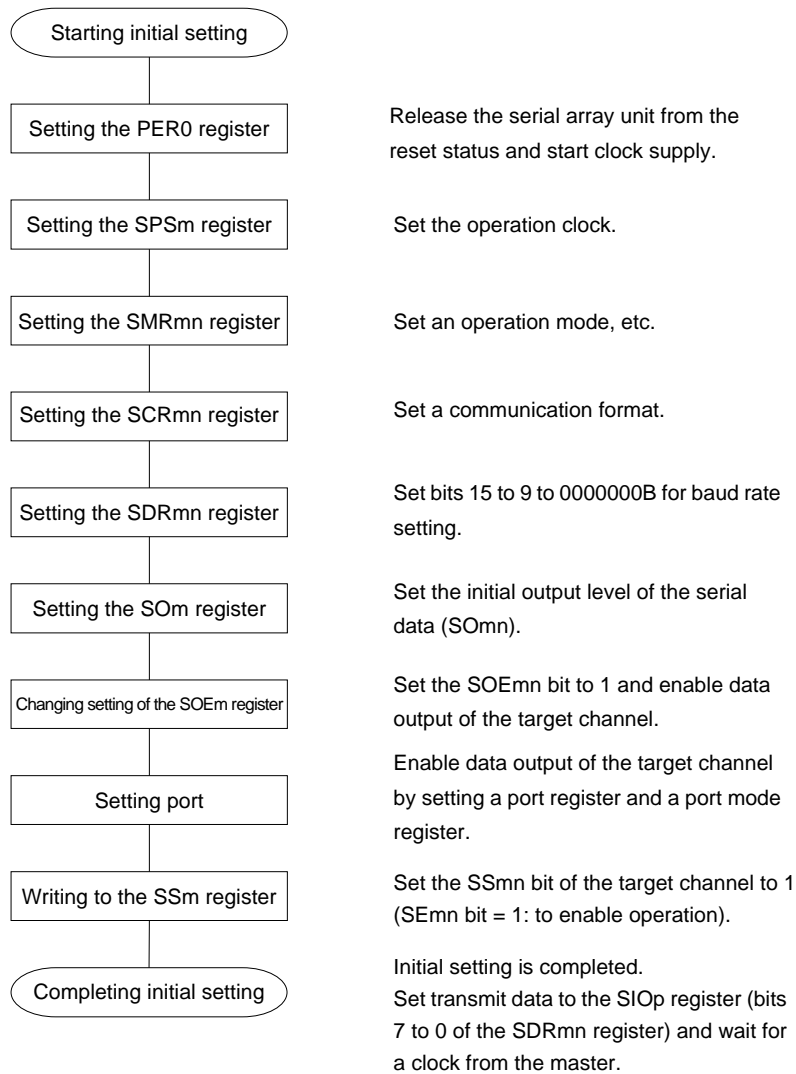 Starting initial setting
Setting the PER0 register
Release the serial array unit from the
reset status and start clock supply.
Setting the SPSm register
Set the operation clock.
Setting the SMRmn register
Set an operation mode, etc.
Setting the SCRmn register
Set a communication format.
Setting the SDRmn register
Set bits 15 to 9 to 0000000B for baud rate
setting.
Setting the SOm register
Set the initial output level of the serial
data (SOmn).
Changing setting of the SOEm register
Set the SOEmn bit to 1 and enable data
output of the target channel.
Setting port
Enable data output of the target channel
by setting a port register and a port mode
register.
Writing to the SSm register
Set the SSmn bit of the target channel to 1
(SEmn bit = 1: to enable operation).
Completing initial setting
Initial setting is completed.
Set transmit data to the SIOp register (bits
7 to 0 of the SDRmn register) and wait for
a clock from the master.